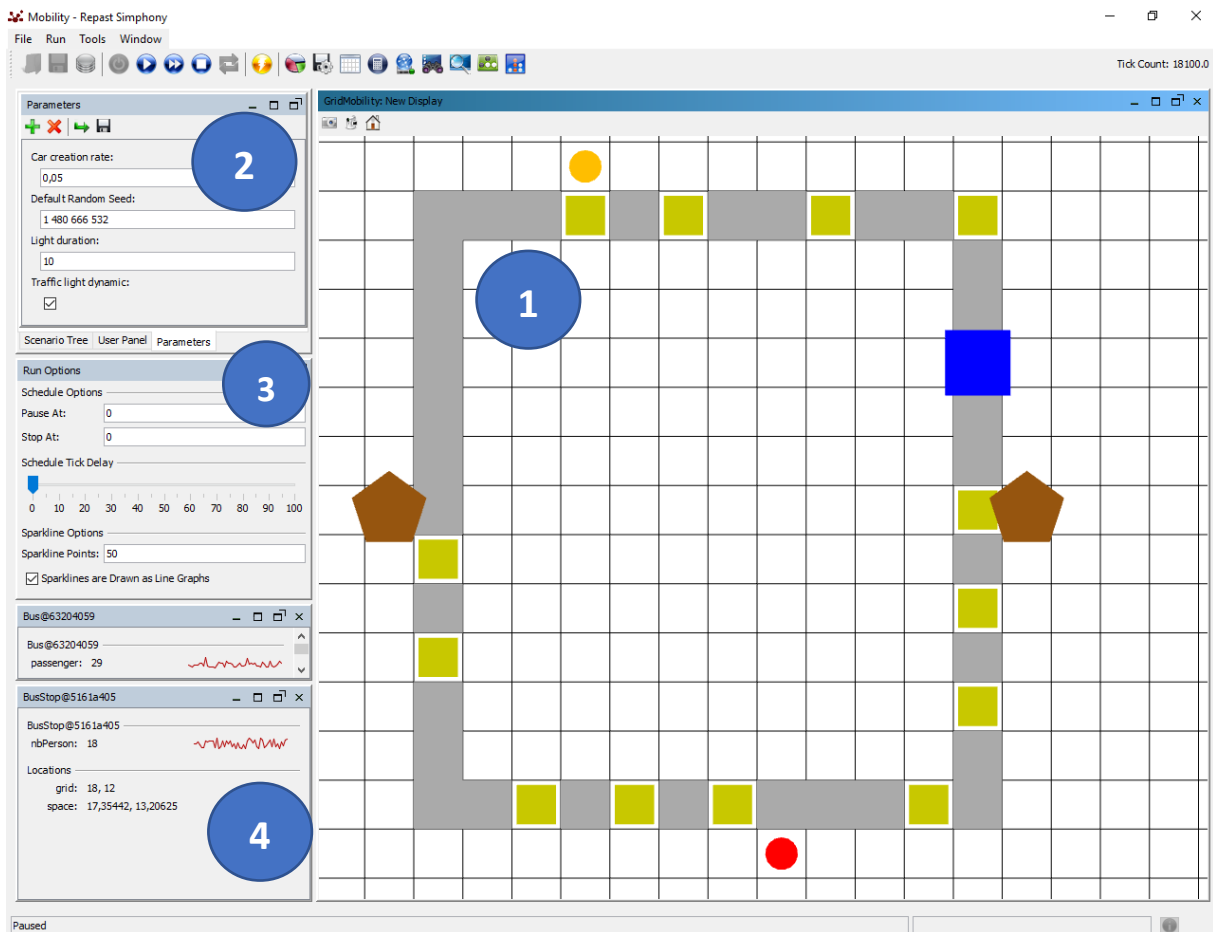 Mobility - Repast Simphony
File Run Tools Window
Tick Count: 18100.0
Parameters
2
Car creation rate:
0,05
Default Random Seed:
1 480 666 532
Light duration:
10
Traffic light dynamic:
Scenario Tree User Panel Parameters
Run Options
3
Schedule Options
Pause At: 0
Stop At: 0
Schedule Tick Delay
0 10 20 30 40 50 60 70 80 90 100
Sparkline Options
Sparkline Points: 50
Sparklines are Drawn as Line Graphs
Bus@63204059
Bus@63204059
passenger: 29
BusStop@5161a405
BusStop@5161a405
nbPerson: 18
Locations
grid: 18, 12
space: 17,35442, 13,20625
4
GridMobility: New Display
1
Paused